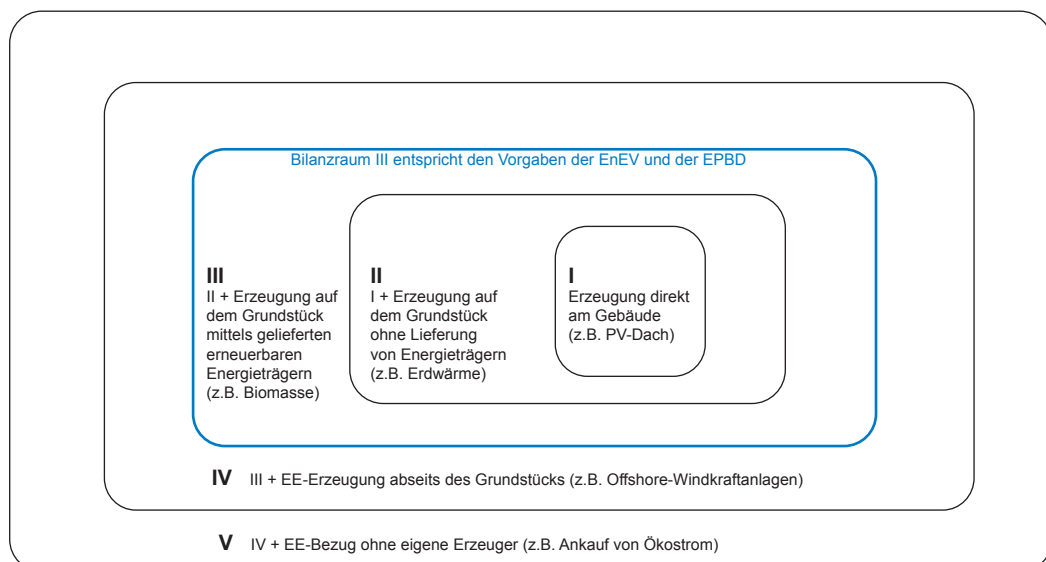 Bilanzraum III entspricht den Vorgaben der EnEV und der EPBD
III
II + Erzeugung auf
dem Grundstück
mittels gelieferten
erneuerbaren
Energieträgern
(z.B. Biomasse)
II
I + Erzeugung auf
dem Grundstück
ohne Lieferung
von Energieträgern
(z.B. Erdwärme)
I
Erzeugung direkt
am Gebäude
(z.B. PV-Dach)
IV III + EE-Erzeugung abseits des Grundstücks (z.B. Offshore-Windkraftanlagen)
V IV + EE-Bezug ohne eigene Erzeuger (z.B. Ankauf von Ökostrom)